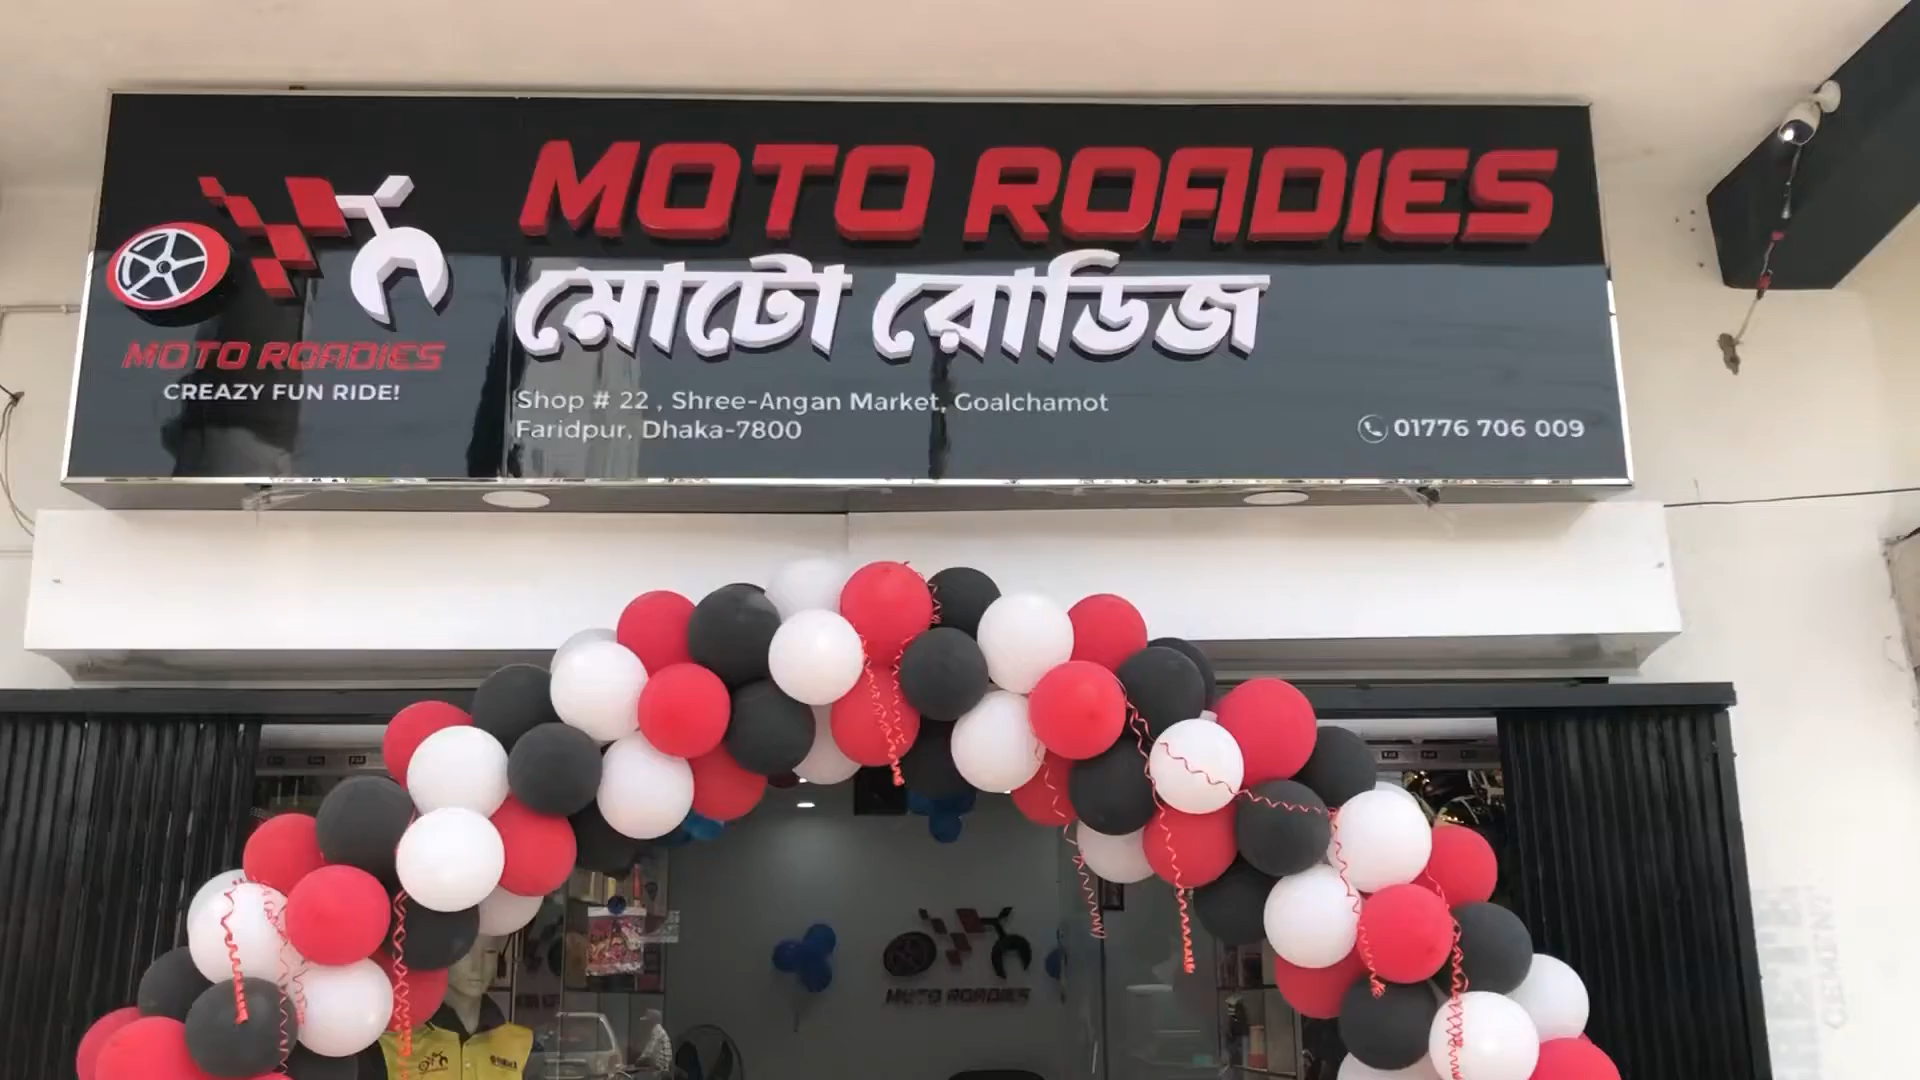 MOTO ROADIES
মোটো রোডিজ
MOTO ROADIES
CREAZY FUN RIDE!
Shop # 22 , Shree-Angan Market, Goalchamot
Faridpur, Dhaka-7800
01776 706 009
MOTO ROADIES
CEMENT